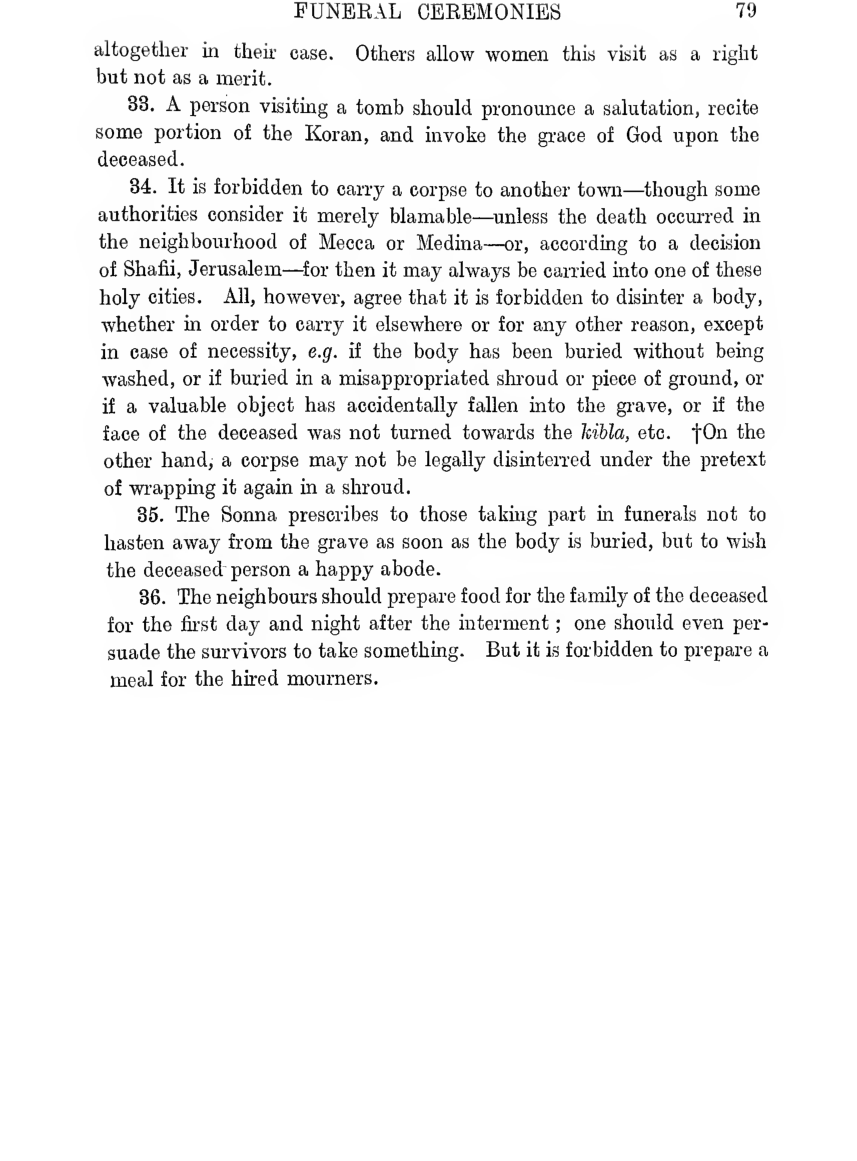 FUNERAL CEREMONIES 79
altogether in their case. Others allow women this visit as a right
but not as a merit.
33. A person visiting a tomb should pronounce a salutation, recite
some portion of the Koran, and invoke the grace of God upon the
deceased.
34. It is forbidden to carry a corpse to another town—though some
authorities consider it merely blamable—unless the death occurred in
the neighbourhood of Mecca or Medina—or, according to a decision
of Shafii, Jerusalem—for then it may always be carried into one of these
holy cities. All, however, agree that it is forbidden to disinter a body,
whether in order to carry it elsewhere or for any other reason, except
in case of necessity, e.g. if the body has been buried without being
washed, or if buried in a misappropriated shroud or piece of ground, or
if a valuable object has accidentally fallen into the grave, or if the
face of the deceased was not turned towards the kibla, etc. †On the
other hand, a corpse may not be legally disinterred under the pretext
of wrapping it again in a shroud.
35. The Sonna prescribes to those taking part in funerals not to
hasten away from the grave as soon as the body is buried, but to wish
the deceased person a happy abode.
36. The neighbours should prepare food for the family of the deceased
for the first day and night after the interment ; one should even per-
suade the survivors to take something. But it is forbidden to prepare a
meal for the hired mourners.